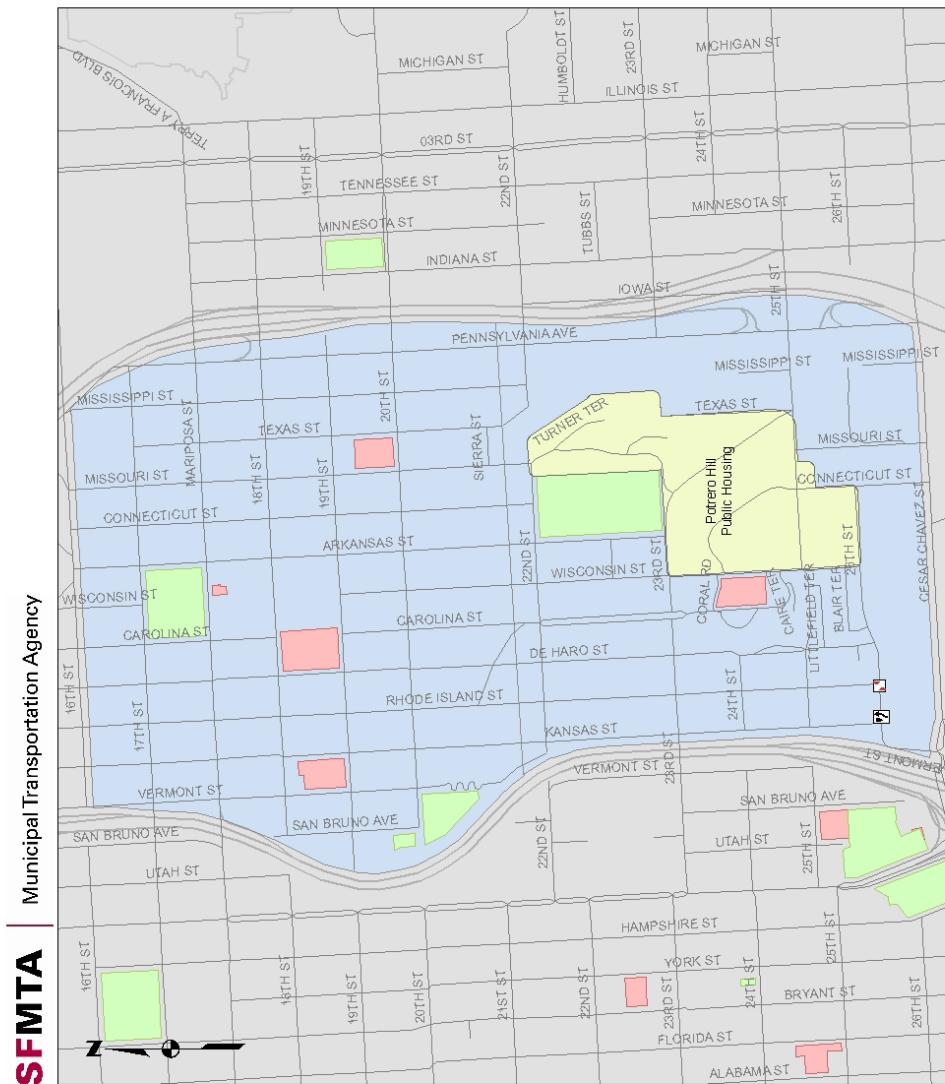 SFMTA
Municipal Transportation Agency
TERRY A FRANCOIS BLVD
MICHIGAN ST
HUMBOLDT ST
23RD ST
MICHIGAN ST
ILLINOIS ST
03RD ST
24TH ST
19TH ST
TENNESSEE ST
22ND ST
MINNESOTA ST
TUBBS ST
MINNESOTA ST
26TH ST
INDIANA ST
IOWA ST
25TH ST
PENNSYLVANIA AVE
MISSISSIPPI ST
MISSISSIPPI ST
MISSISSIPPI ST
20TH ST
TEXAS ST
MARIPOSA ST
TEXAS ST
TURNER TER
SIERRA ST
MISSOURI ST
MISSOURI ST
18TH ST
19TH ST
CONNECTICUT ST
CONNECTICUT ST
Potrero Hill
Public Housing
ARKANSAS ST
22ND ST
WISCONSIN ST
23RD ST
CORAL RD
26TH ST
CESAR CHAVEZ ST
WISCONSIN ST
CAROLINA ST
CAROLINA ST
CAIRE TER
LITTLEFIELD TER
BLAIR TER
DE HARO ST
16TH ST
17TH ST
RHODE ISLAND ST
24TH ST
KANSAS ST
VERMONT ST
VERMONT ST
23RD ST
VERMONT ST
SAN BRUNO AVE
SAN BRUNO AVE
SAN BRUNO AVE
UTAH ST
22ND ST
UTAH ST
25TH ST
HAMPSHIRE ST
25TH ST
16TH ST
18TH ST
19TH ST
20TH ST
21ST ST
22ND ST
YORK ST
23RD ST
24TH ST
BRYANT ST
26TH ST
FLORIDA ST
ALABAMA ST
N